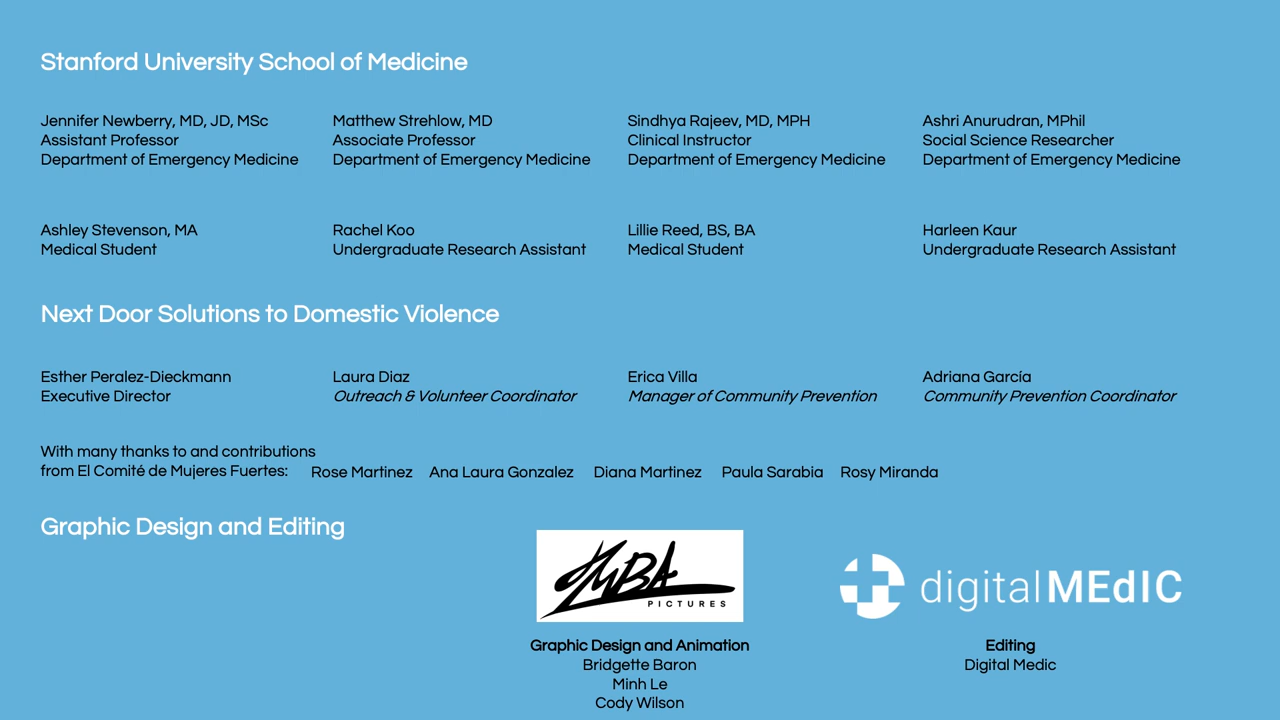 Stanford University School of Medicine
Jennifer Newberry, MD, JD, MSc
Assistant Professor
Department of Emergency Medicine
Matthew Strehlow, MD
Associate Professor
Department of Emergency Medicine
Sindhya Rajeev, MD, MPH
Clinical Instructor
Department of Emergency Medicine
Ashri Anurudran, MPhil
Social Science Researcher
Department of Emergency Medicine
Ashley Stevenson, MA
Medical Student
Rachel Koo
Undergraduate Research Assistant
Lillie Reed, BS, BA
Medical Student
Harleen Kaur
Undergraduate Research Assistant
Next Door Solutions to Domestic Violence
Esther Peralez-Dieckmann
Executive Director
Laura Diaz
Outreach & Volunteer Coordinator
Erica Villa
Manager of Community Prevention
Adriana García
Community Prevention Coordinator
With many thanks to and contributions
from El Comité de Mujeres Fuertes:
Rose Martinez Ana Laura Gonzalez Diana Martinez Paula Sarabia Rosy Miranda
Graphic Design and Editing
PICTURES
Graphic Design and Animation
Bridgette Baron
Minh Le
Cody Wilson
digitalMEdIC
Editing
Digital Medic